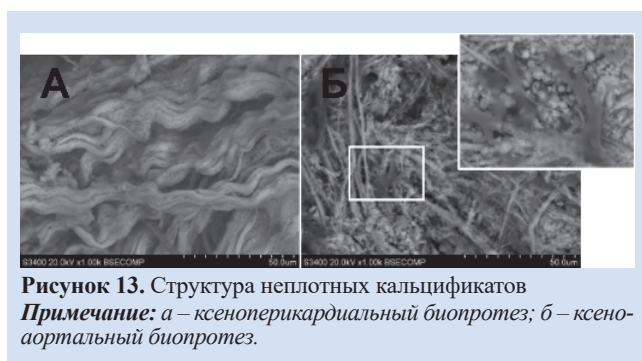 А
Б
S3400 20.0kV x1.00k BSECOMP 50.0um
S3400 20.0kV x1.00k BSECOMP 50.0um
Рисунок 13. Структура неплотных кальцификатов
Примечание: а – ксеноперикардиальный биопротез; б – ксено-
аортальный биопротез.